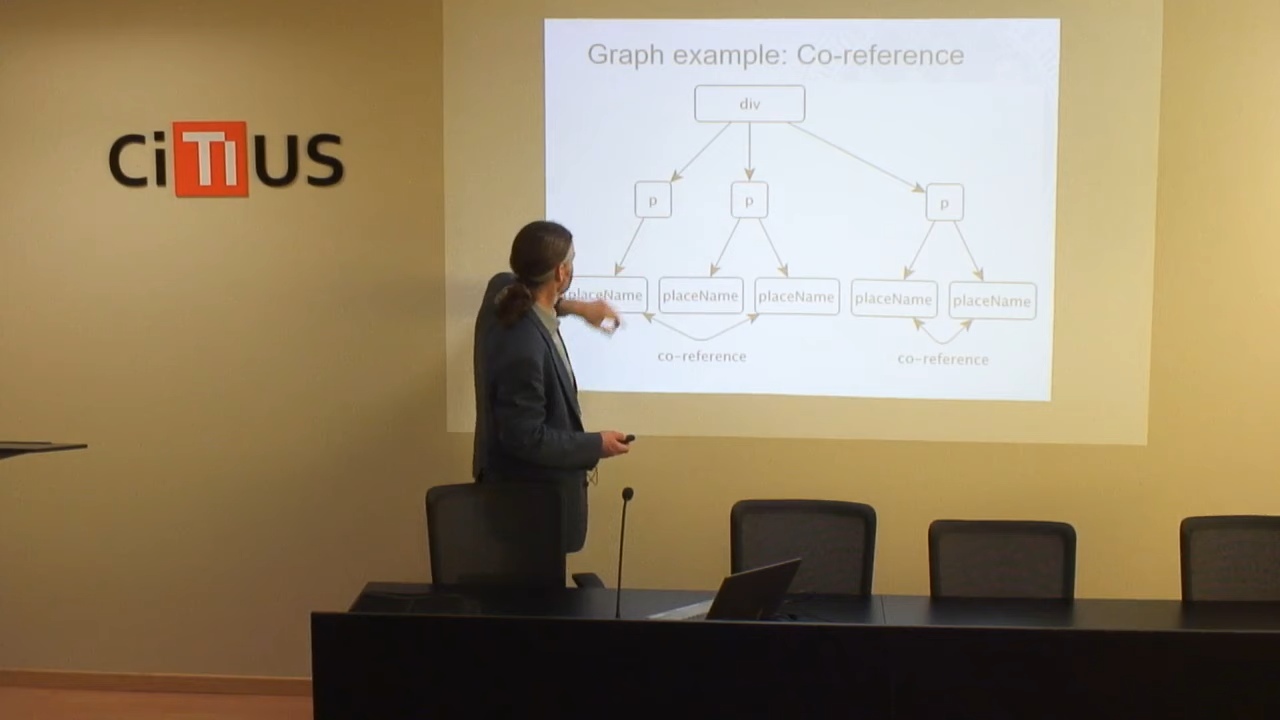 CiTIUS
Graph example: Co-reference
div
p
p
p
placeName
placeName
placeName
placeName
placeName
co-reference
co-reference